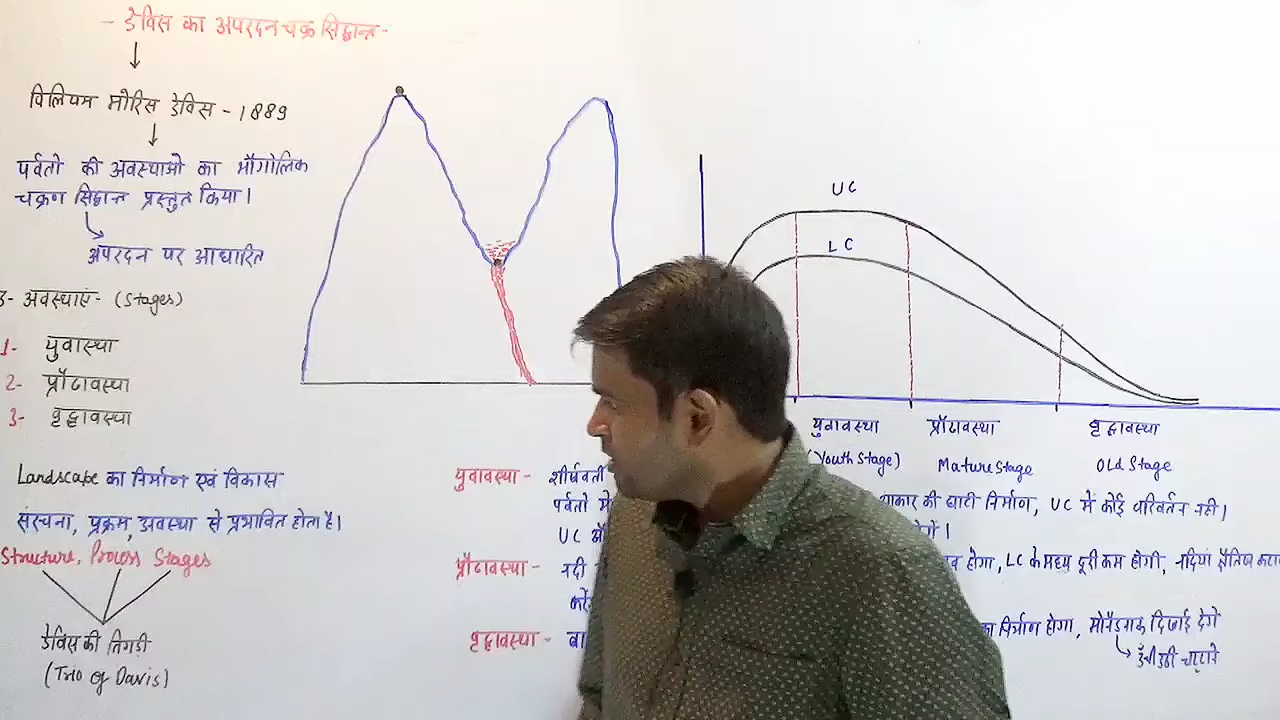 - डेविस का अपरदन चक्र सिद्धान्त -
विलियम मोरिस डेविस - 1889
पर्वतो की अवस्थाओ का भौगोलिक
चक्रण सिद्धान्त प्रस्तुत किया।
अपरदन पर आधारित
3- अवस्थाएं - (Stages)
1- युवास्था
2- प्रौढावस्था
3- वृद्धावस्था
Landscape का निर्माण एवं विकास
संरचना, प्रक्रम, अवस्था से प्रभावित होता है।
Structure, Process Stages
डेविस की तिगड़ी
(Trio of Davis)
UC
LC
युवावस्था प्रौढावस्था वृद्धावस्था
(Youth Stage) Mature Stage Old Stage
युवावस्था - शीर्षवर्ती आकार की घाटी निर्माण, UC में कोई परिवर्तन नही।
पर्वतो में
UC
प्रौढावस्था - नदी होगा, LC के मध्य दूरी कम होगी, नदियां क्षैतिज
करें
वृद्धावस्था - का निर्माण होगा, मोनैडनाक दिखाई देगें
ऊँची उठी चट्टाने